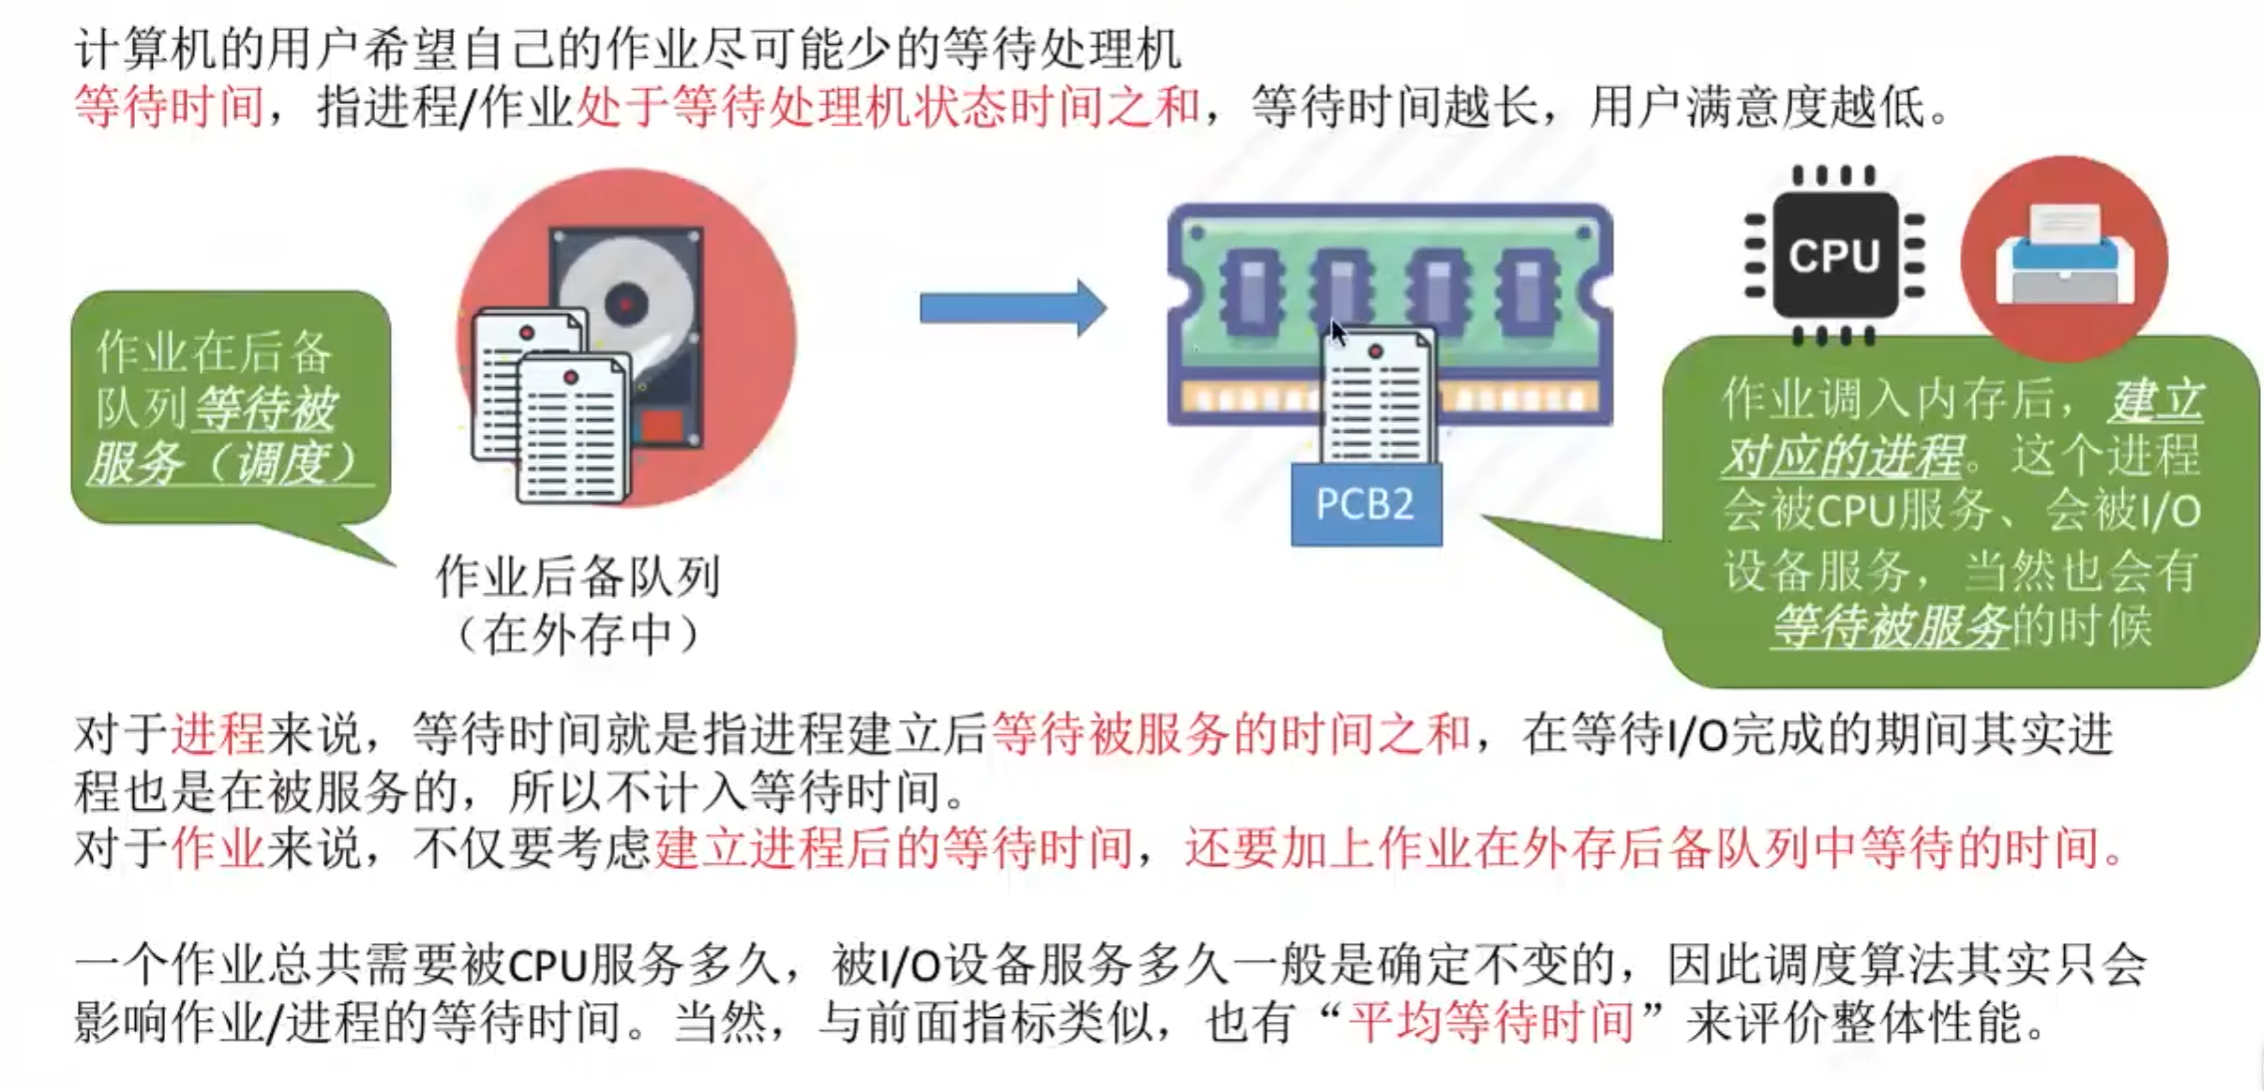 计算机的用户希望自己的作业尽可能少的等待处理机
等待时间，指进程/作业处于等待处理机状态时间之和，等待时间越长，用户满意度越低。
作业在后备
队列等待被
服务（调度）
作业后备队列
（在外存中）
PCB2
CPU
作业调入内存后，建立
对应的进程。这个进程
会被CPU服务、会被I/O
设备服务，当然也会有
等待被服务的时候
对于进程来说，等待时间就是指进程建立后等待被服务的时间之和，在等待I/O完成的期间其实进
程也是在被服务的，所以不计入等待时间。
对于作业来说，不仅要考虑建立进程后的等待时间，还要加上作业在外存后备队列中等待的时间。
一个作业总共需要被CPU服务多久，被I/O设备服务多久一般是确定不变的，因此调度算法其实只会
影响作业/进程的等待时间。当然，与前面指标类似，也有“平均等待时间”来评价整体性能。